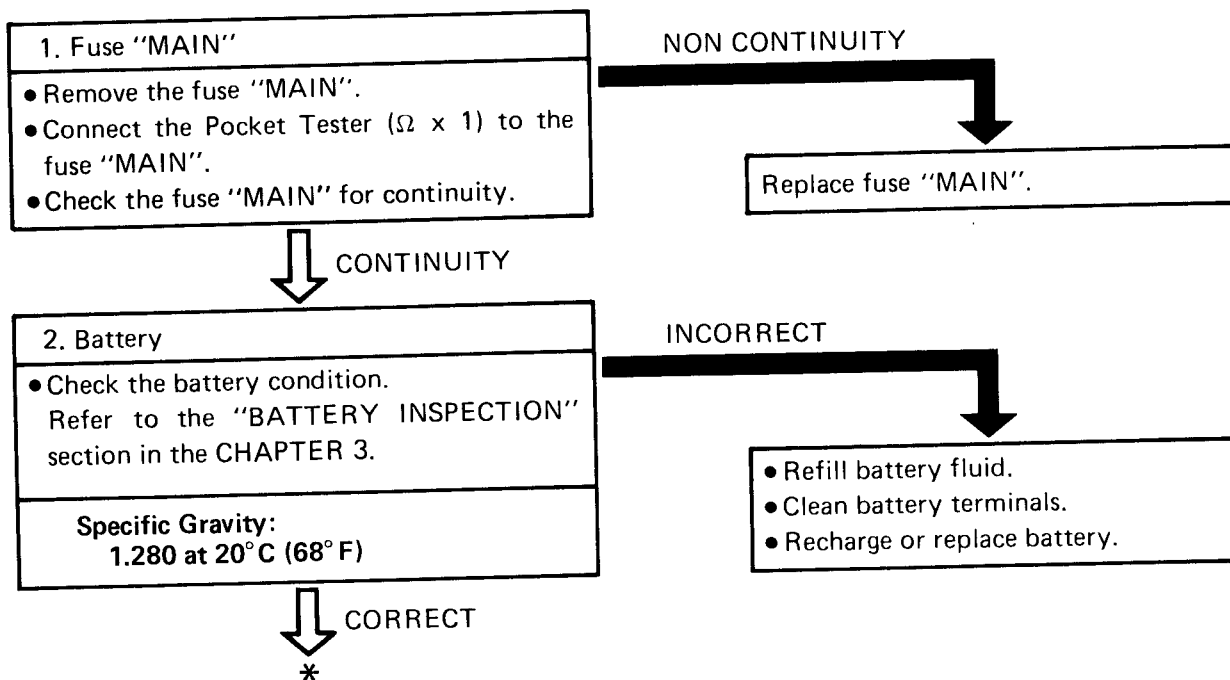 1. Fuse “MAIN”
NON CONTINUITY
• Remove the fuse “MAIN”.
• Connect the Pocket Tester (Ω x 1) to the
fuse “MAIN”.
• Check the fuse “MAIN” for continuity.
Replace fuse “MAIN”.
CONTINUITY
2. Battery
INCORRECT
• Check the battery condition.
Refer to the “BATTERY INSPECTION”
section in the CHAPTER 3.
• Refill battery fluid.
• Clean battery terminals.
• Recharge or replace battery.
Specific Gravity:
1.280 at 20°C (68°F)
CORRECT
*